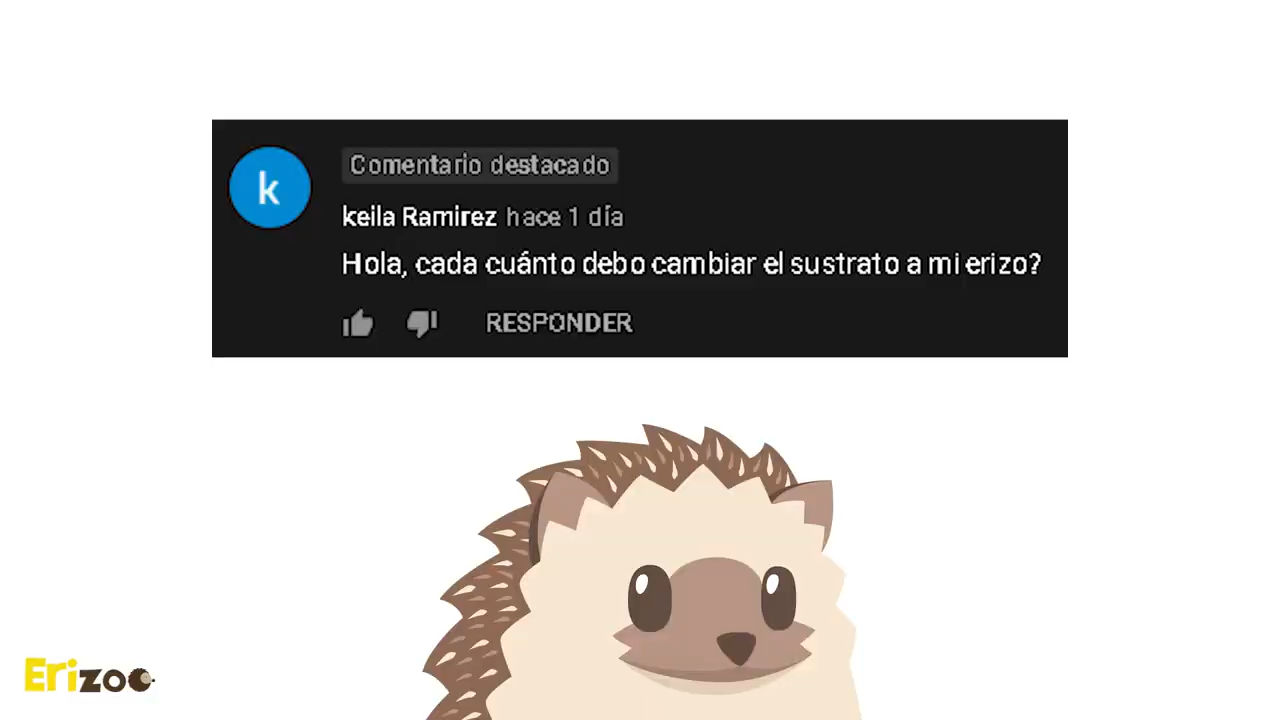 k
Comentario destacado
keila Ramirez hace 1 día
Hola, cada cuánto debo cambiar el sustrato a mi erizo?
RESPONDER
Erizoo